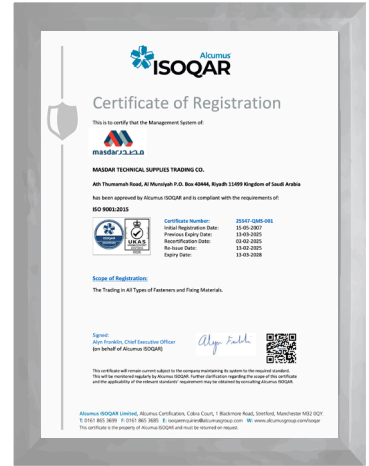 Alcumus
ISOQAR
Certificate of Registration
This is to certify that the Management System of:
masdar مصدر
MASDAR TECHNICAL SUPPLIES TRADING CO.
Ath Thumamah Road, Al Munsiyah P.O. Box 40444, Riyadh 11499 Kingdom of Saudi Arabia
has been approved by Alcumus ISOQAR and is compliant with the requirements of:
ISO 9001:2015
Certificate Number: 25547-QMS-001
Initial Registration Date: 15-05-2007
Previous Expiry Date: 13-03-2025
Recertification Date: 03-02-2025
Re-Issue Date: 13-02-2025
Expiry Date: 13-03-2028
UKAS
Scope of Registration:
The Trading in All Types of Fasteners and Fixing Materials.
Signed:
Alyn Franklin, Chief Executive Officer
(on behalf of Alcumus ISOQAR)
This certificate will remain current subject to the company maintaining its system to the required standard.
This will be monitored regularly by Alcumus ISOQAR. Further clarification regarding the scope of this certificate
and the applicability of the relevant standards' requirement may be obtained by consulting Alcumus ISOQAR.
Alcumus ISOQAR Limited, Alcumus Certification, Cobra Court, 1 Blackmore Road, Stretford, Manchester M32 0QY
T: 0161 865 3699 F: 0161 865 3685 E: isoqarenquiries@alcumusgroup.com W: www.alcumusgroup.com/isoqar
This certificate is the property of Alcumus ISOQAR and must be returned on request.